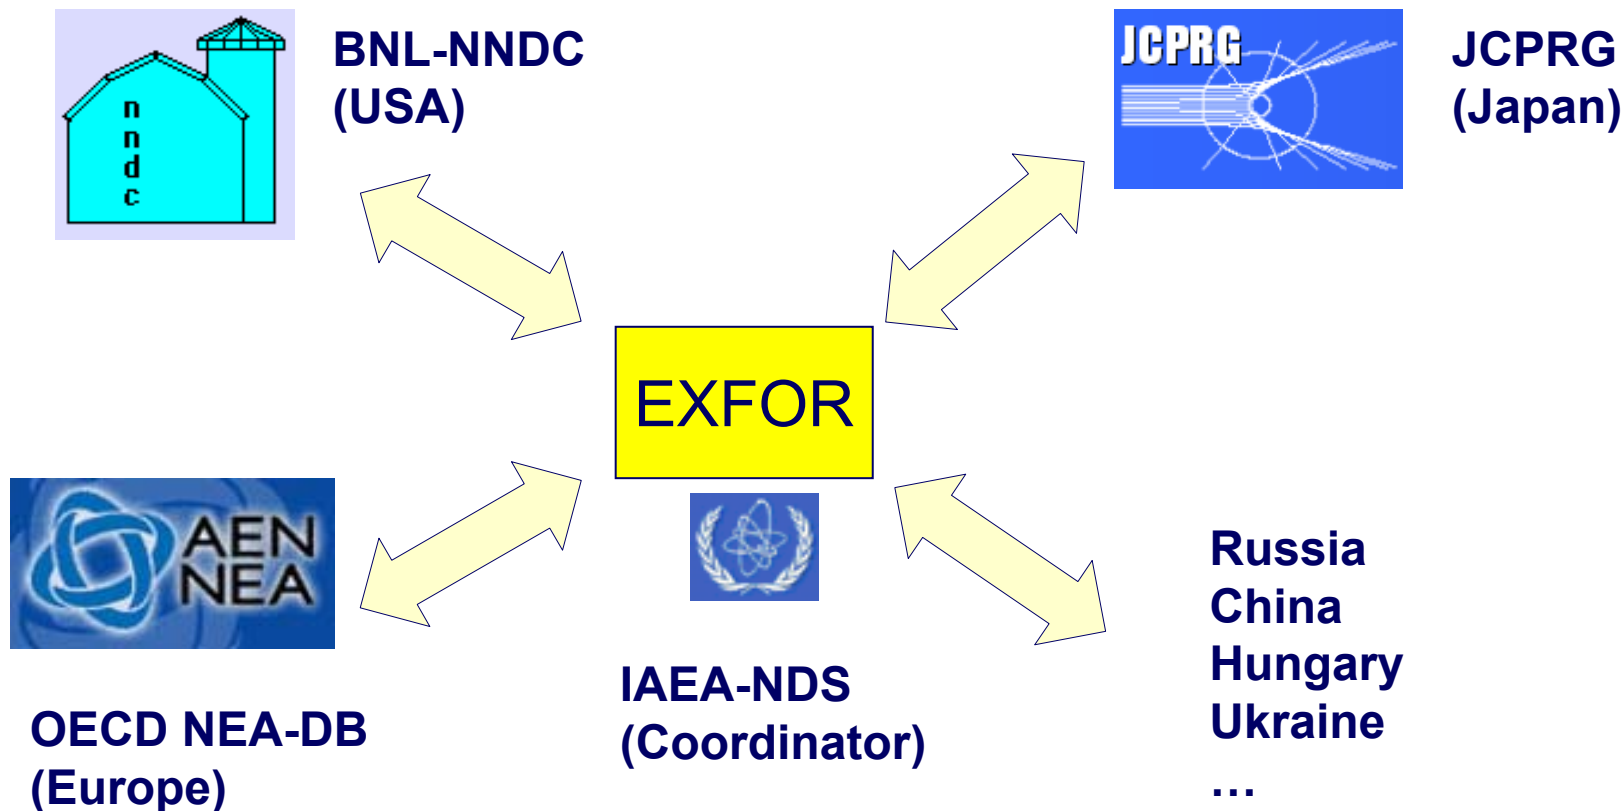 n
n
d
c
BNL-NNDC
(USA)
JCPRG
JCPRG
(Japan)
EXFOR
AEN
NEA
OECD NEA-DB
(Europe)
IAEA-NDS
(Coordinator)
Russia
China
Hungary
Ukraine
…